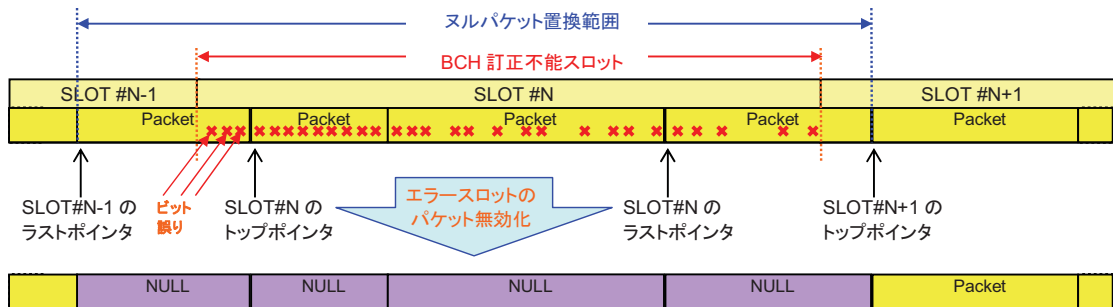 ヌルパケット置換範囲
BCH 訂正不能スロット
SLOT #N-1
SLOT #N
SLOT #N+1
Packet
Packet
Packet
Packet
Packet
SLOT#N-1 の
ラストポインタ
ビット
誤り
SLOT#N の
トップポインタ
エラースロットの
パケット無効化
SLOT#N の
ラストポインタ
SLOT#N+1 の
トップポインタ
NULL
NULL
NULL
NULL
Packet